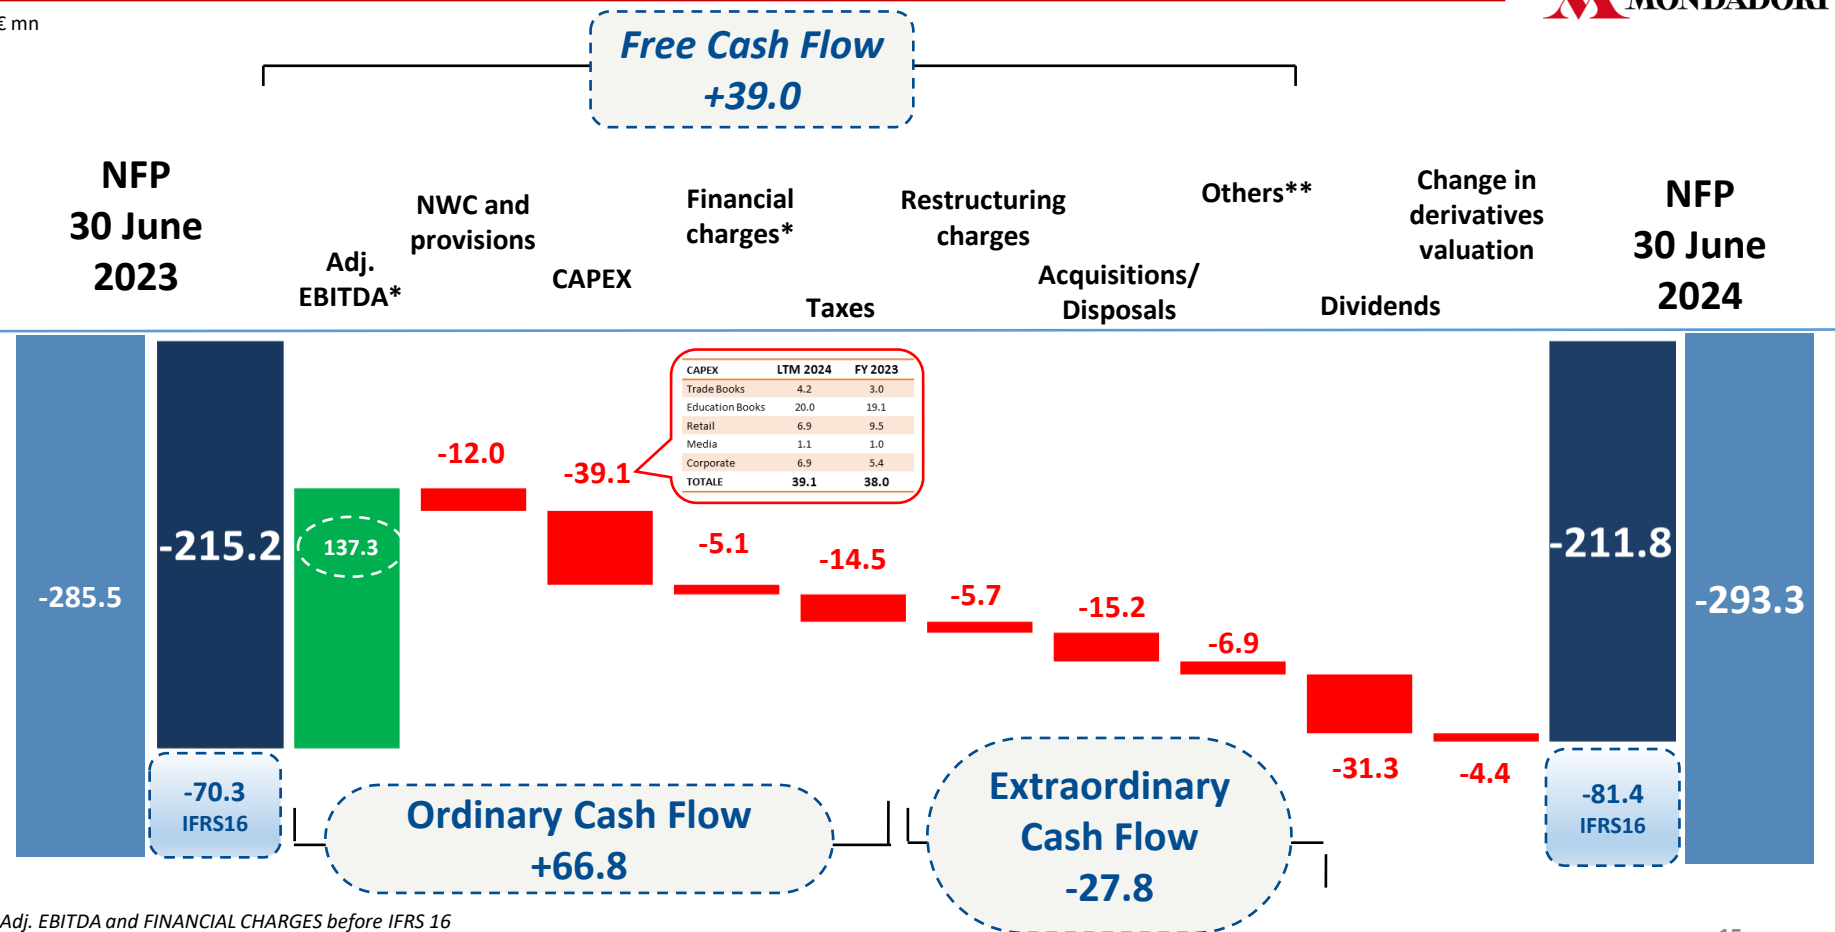 € mn
MONDADORI
Free Cash Flow
+39.0
NFP
30 June
2023
Adj.
EBITDA*
NWC and
provisions
CAPEX
Financial
charges*
Taxes
Restructuring
charges
Acquisitions/
Disposals
Others**
Dividends
Change in
derivatives
valuation
NFP
30 June
2024
CAPEX LTM 2024 FY 2023
Trade Books 4.2 3.0
Education Books 20.0 19.1
Retail 6.9 9.5
Media 1.1 1.0
Corporate 6.9 5.4
TOTALE 39.1 38.0
-285.5
-215.2
137.3
-12.0
-39.1
-5.1
-14.5
-5.7
-15.2
-6.9
-31.3
-4.4
-211.8
-293.3
-70.3
IFRS16
Ordinary Cash Flow
+66.8
Extraordinary
Cash Flow
-27.8
-81.4
IFRS16
Adj. EBITDA and FINANCIAL CHARGES before IFRS 16